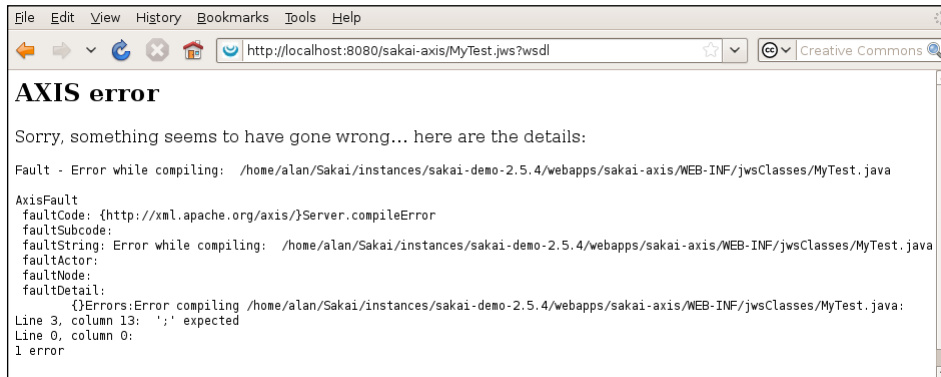 File Edit View History Bookmarks Tools Help
http://localhost:8080/sakai-axis/MyTest.jws?wsdl
cc Creative Commons
AXIS error
Sorry, something seems to have gone wrong... here are the details:
Fault - Error while compiling:  /home/alan/Sakai/instances/sakai-demo-2.5.4/webapps/sakai-axis/WEB-INF/jwsClasses/MyTest.java
AxisFault
faultCode: {http://xml.apache.org/axis/}Server.compileError
faultSubcode:
faultString: Error while compiling:  /home/alan/Sakai/instances/sakai-demo-2.5.4/webapps/sakai-axis/WEB-INF/jwsClasses/MyTest.java
faultActor:
faultNode:
faultDetail:
{}Errors:Error compiling /home/alan/Sakai/instances/sakai-demo-2.5.4/webapps/sakai-axis/WEB-INF/jwsClasses/MyTest.java:
Line 3, column 13:  ';' expected
Line 0, column 0:
1 error